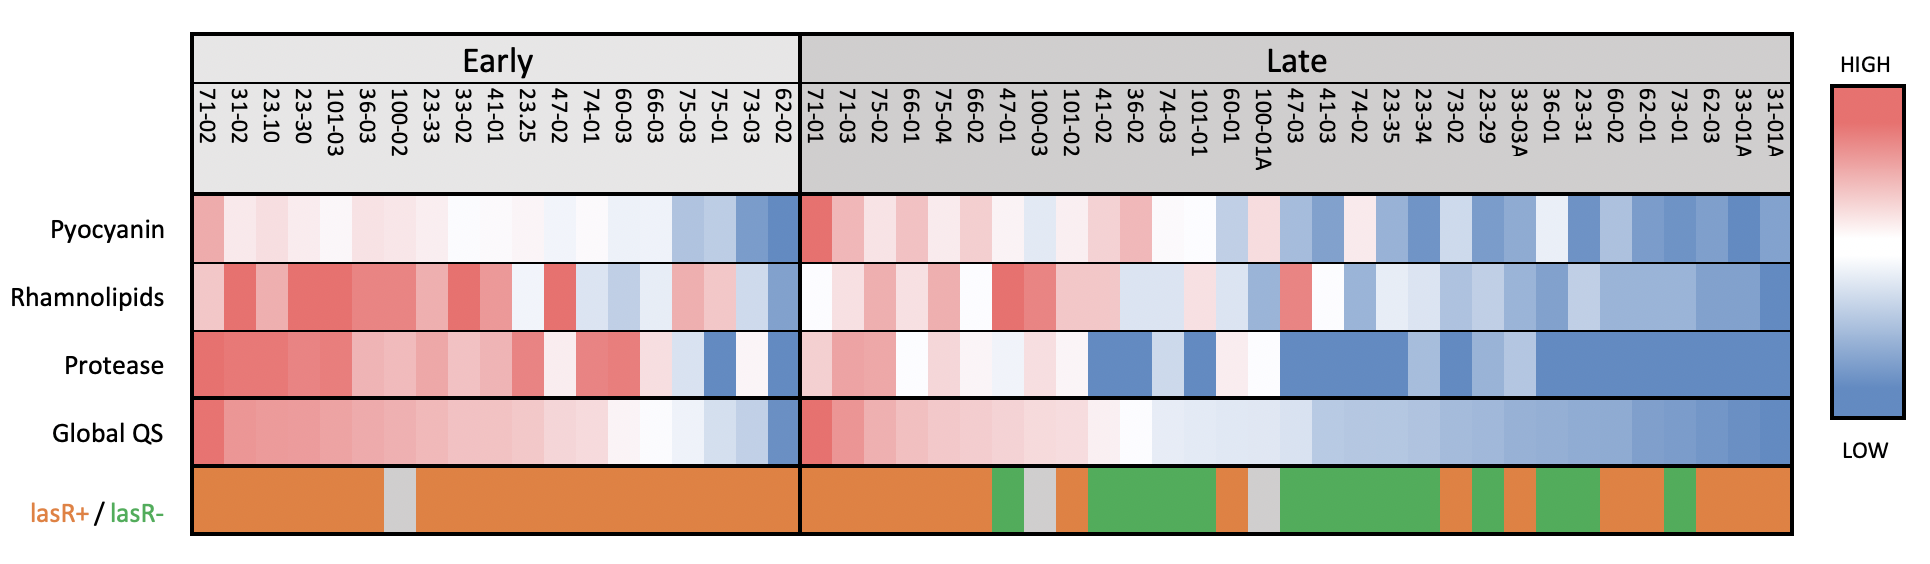 Early
Late
HIGH
71-02 31-02 23.10 23-30 101-03 36-03 100-02 23-33 33-02 41-01 23.25 47-02 74-01 60-03 66-03 75-03 75-01 73-03 62-02
71-01 71-03 75-02 66-01 75-04 66-02 47-01 100-03 101-02 41-02 36-02 74-03 101-01 60-01 100-01A 47-03 41-03 74-02 23-35 23-34 73-02 23-29 33-03A 36-01 23-31 60-02 62-01 73-01 62-03 33-01A 31-01A
Pyocyanin
Rhamnolipids
Protease
Global QS
LOW
lasR+ / lasR-